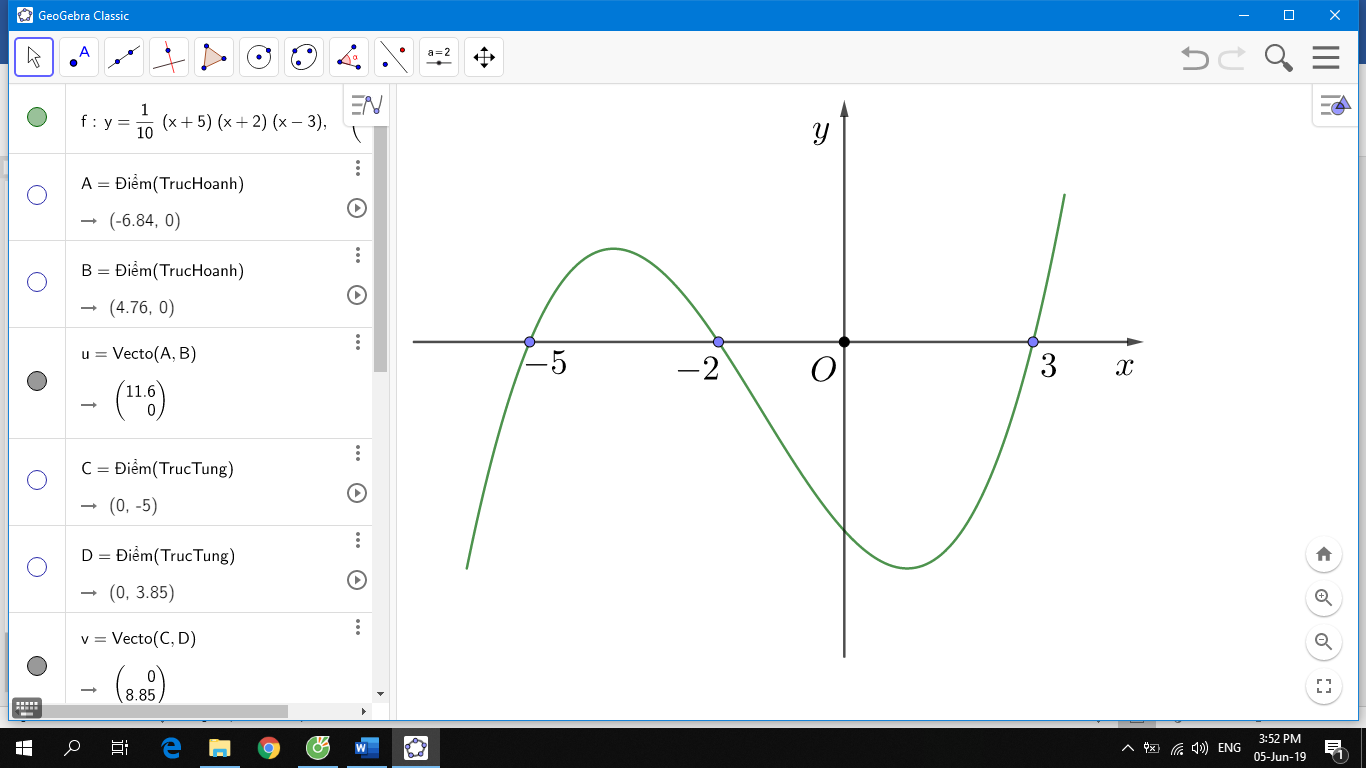 GeoGebra Classic
A
α
a=2
f : y = 1/10 (x+5) (x+2) (x−3), (
A = Điểm(TrucHoanh)
→ (-6.84, 0)
B = Điểm(TrucHoanh)
→ (4.76, 0)
u = Vecto(A, B)
→ (11.6
0)
C = Điểm(TrucTung)
→ (0, -5)
D = Điểm(TrucTung)
→ (0, 3.85)
v = Vecto(C, D)
→ (0
8.85)
y
−5
−2
O
3
x
ENG
3:52 PM
05-Jun-19
1